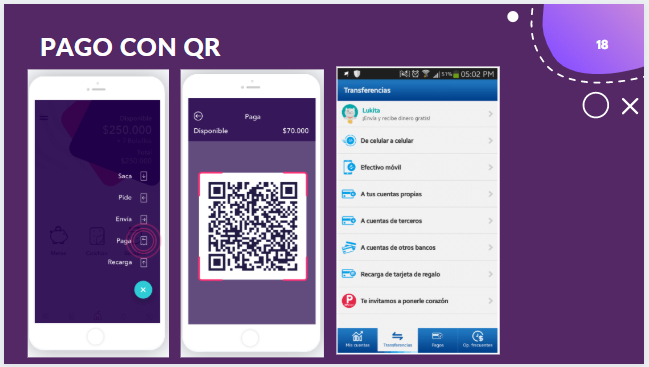 18
PAGO CON QR
Disponible
$250.000
Saca
Pide
Envía
Paga
Recarga
Paga
Disponible $70.000
51% 05:02 PM
Transferencias
Lukita
¡Envía y recibe dinero gratis!
De celular a celular
Efectivo móvil
A tus cuentas propias
A cuentas de terceros
A cuentas de otros bancos
Recarga de tarjeta de regalo
Te invitamos a ponerle corazón
Mis cuentas Transferencias Pagos Op. frecuentes